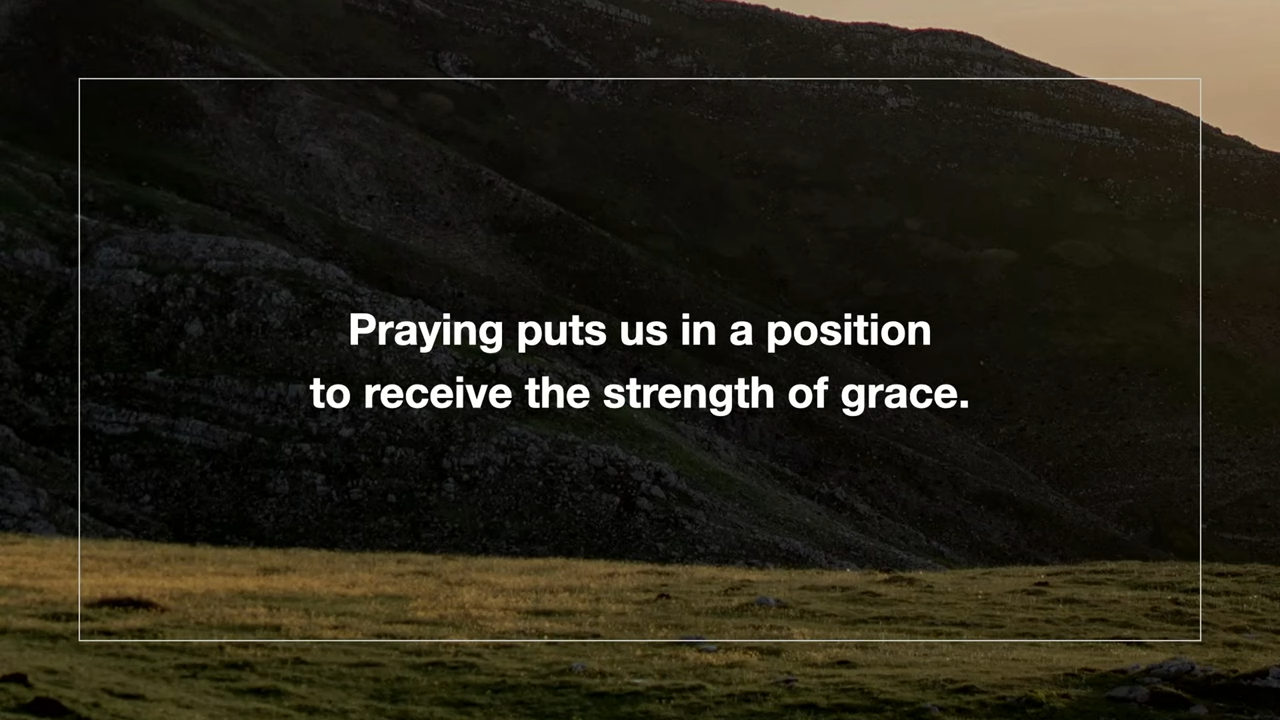 Praying puts us in a position
to receive the strength of grace.